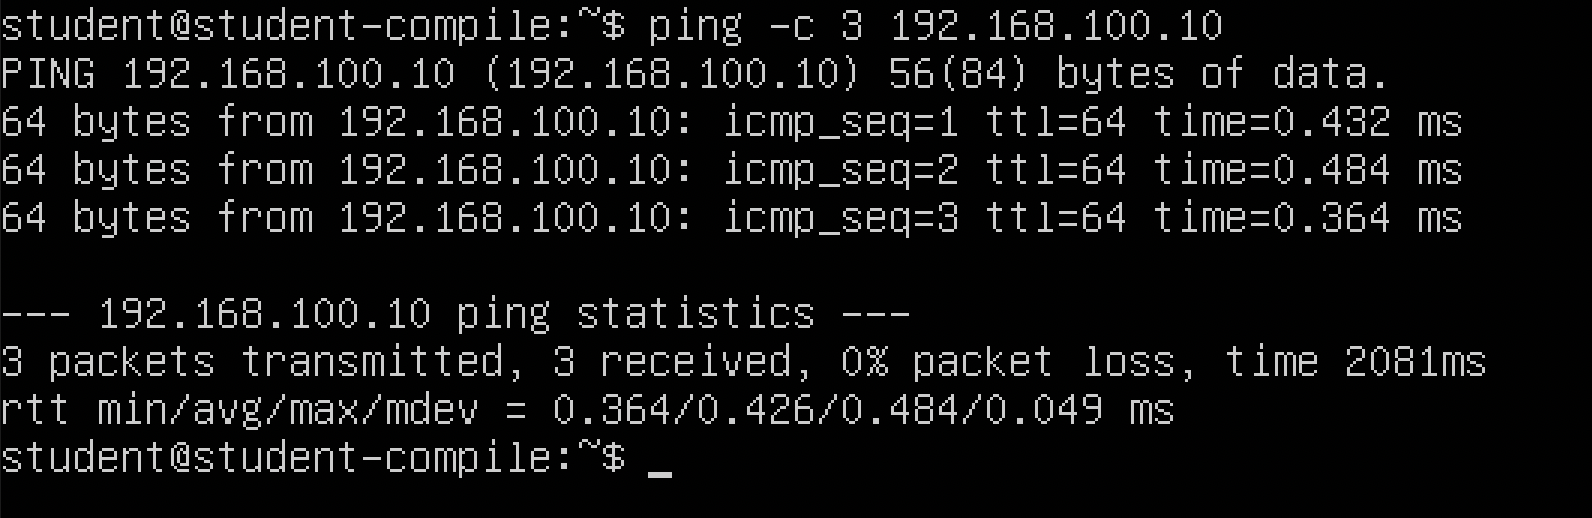 student@student-compile:~$ ping -c 3 192.168.100.10
PING 192.168.100.10 (192.168.100.10) 56(84) bytes of data.
64 bytes from 192.168.100.10: icmp_seq=1 ttl=64 time=0.432 ms
64 bytes from 192.168.100.10: icmp_seq=2 ttl=64 time=0.484 ms
64 bytes from 192.168.100.10: icmp_seq=3 ttl=64 time=0.364 ms

--- 192.168.100.10 ping statistics ---
3 packets transmitted, 3 received, 0% packet loss, time 2081ms
rtt min/avg/max/mdev = 0.364/0.426/0.484/0.049 ms
student@student-compile:~$ _